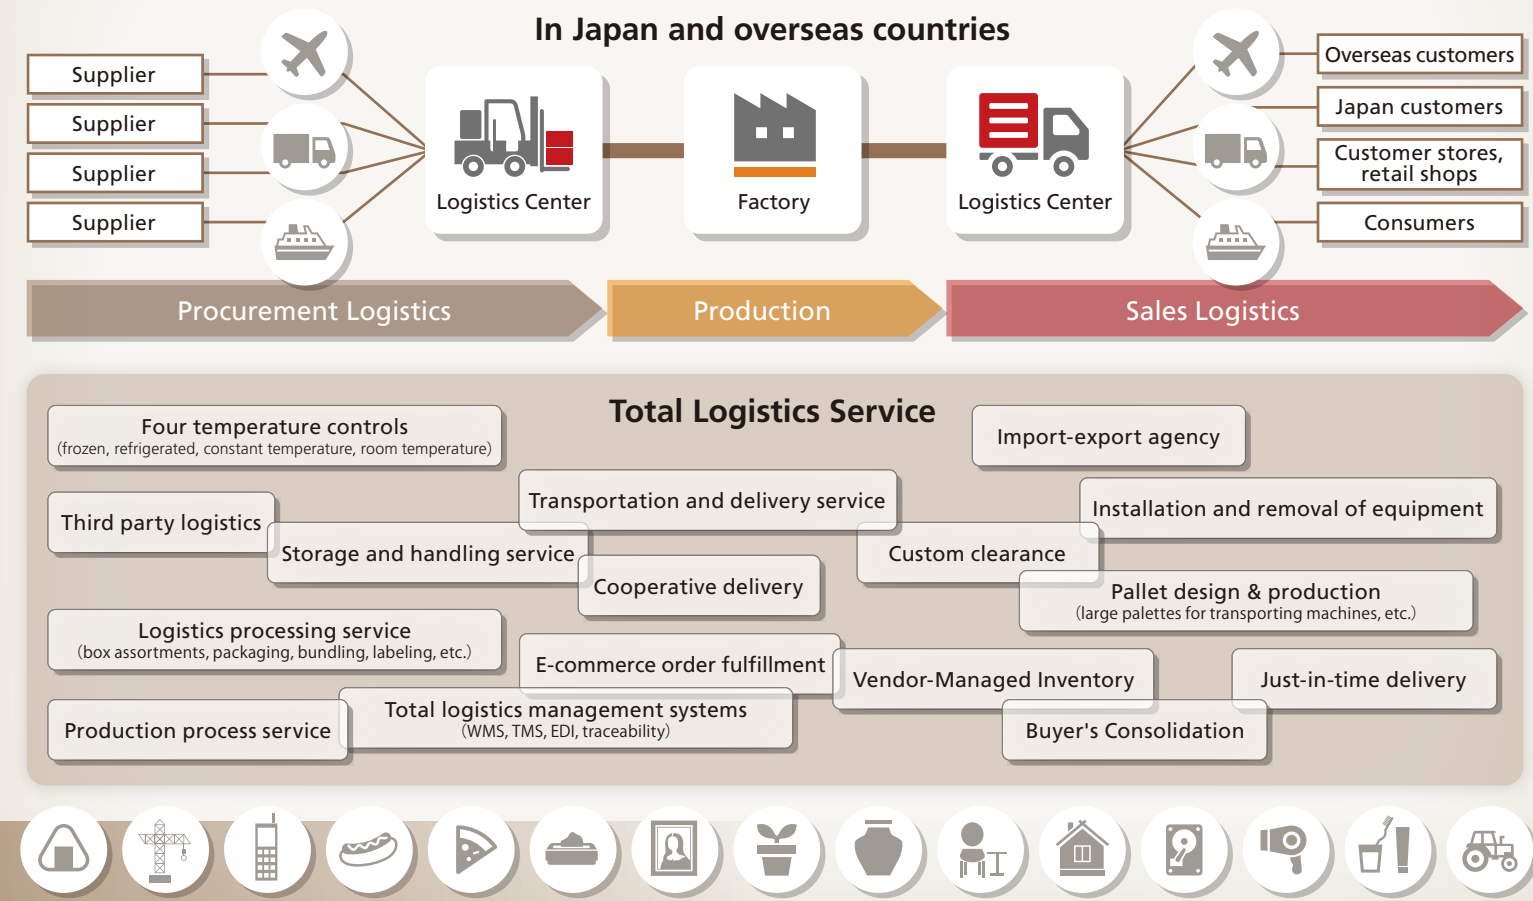 In Japan and overseas countries
Supplier
Supplier
Supplier
Supplier
Logistics Center
Factory
Logistics Center
Overseas customers
Japan customers
Customer stores,
retail shops
Consumers
Procurement Logistics
Production
Sales Logistics
Total Logistics Service
Four temperature controls
(frozen, refrigerated, constant temperature, room temperature)
Import-export agency
Third party logistics
Transportation and delivery service
Installation and removal of equipment
Storage and handling service
Custom clearance
Cooperative delivery
Pallet design & production
(large palettes for transporting machines, etc.)
Logistics processing service
(box assortments, packaging, bundling, labeling, etc.)
E-commerce order fulfillment
Vendor-Managed Inventory
Just-in-time delivery
Production process service
Total logistics management systems
(WMS, TMS, EDI, traceability)
Buyer's Consolidation